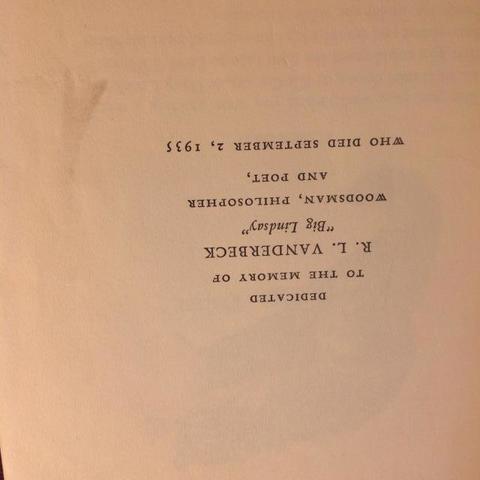 DEDICATED
TO THE MEMORY OF
R. L. VANDERBECK
"Big Lindsay"
WOODSMAN, PHILOSOPHER
AND POET,
WHO DIED SEPTEMBER 2, 1935